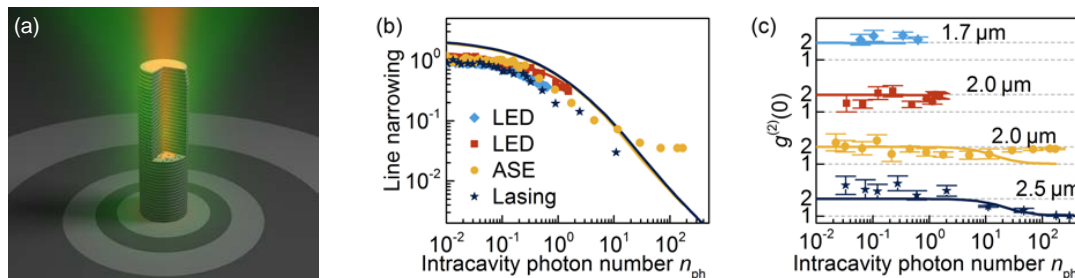 (a)
(b)
Line narrowing
10^1
10^0
10^-1
10^-2
LED
LED
ASE
Lasing
10^-2 10^-1 10^0 10^1 10^2
Intracavity photon number n_ph
(c)
g^(2)(0)
2
1
2
1
2
1
2
1
1.7 μm
2.0 μm
2.0 μm
2.5 μm
10^-2 10^-1 10^0 10^1 10^2
Intracavity photon number n_ph